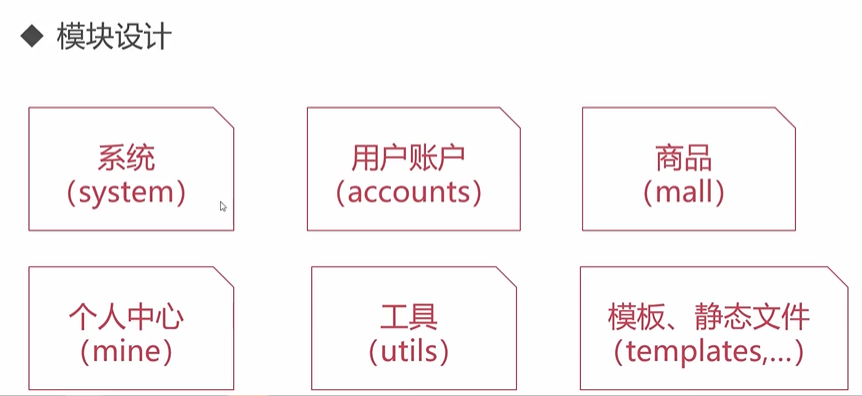 模块设计
系统
（system）
用户账户
（accounts）
商品
（mall）
个人中心
（mine）
工具
（utils）
模板、静态文件
（templates,...）